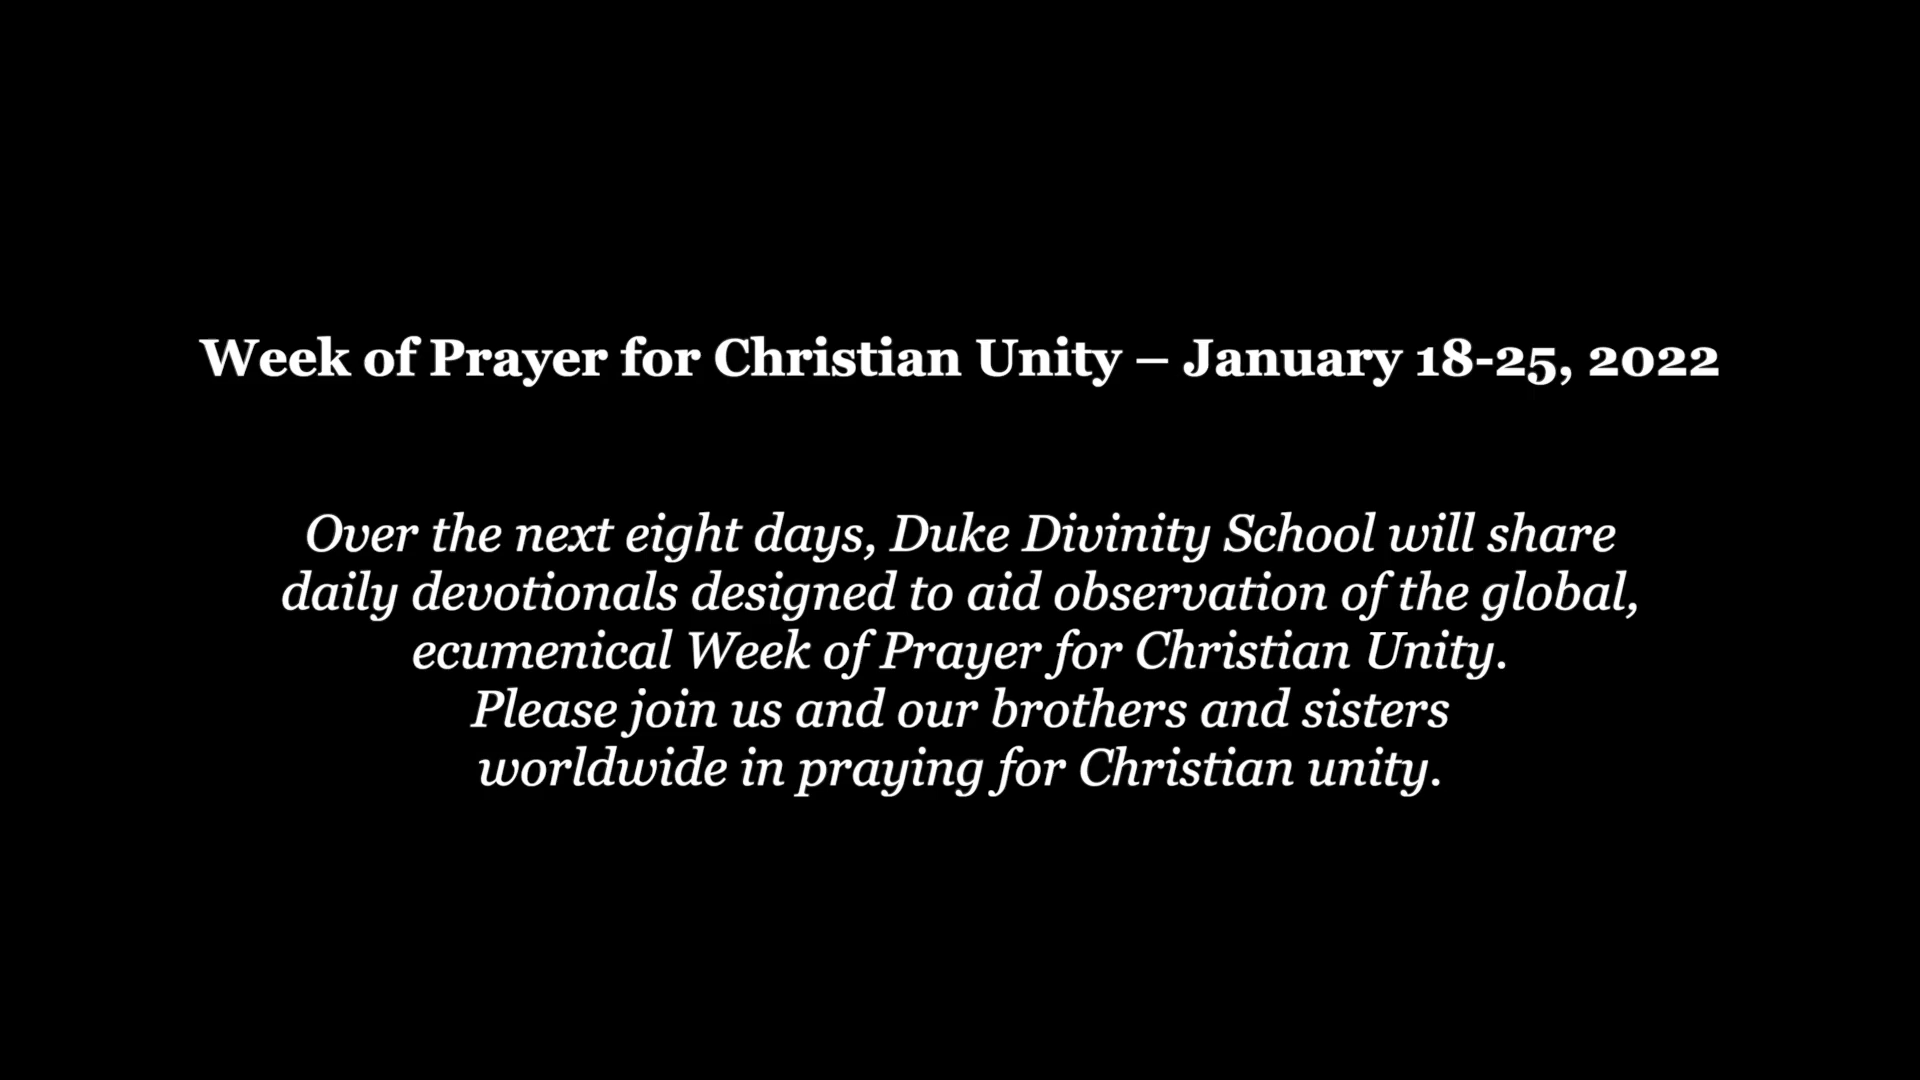 Week of Prayer for Christian Unity – January 18-25, 2022
Over the next eight days, Duke Divinity School will share
daily devotionals designed to aid observation of the global,
ecumenical Week of Prayer for Christian Unity.
Please join us and our brothers and sisters
worldwide in praying for Christian unity.